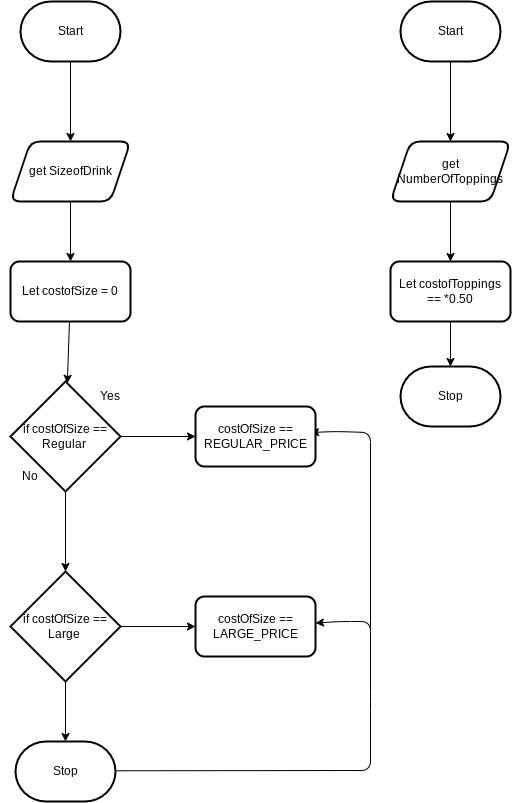 Start
get SizeofDrink
Let costofSize = 0
Yes
if costOfSize ==
Regular
costOfSize ==
REGULAR_PRICE
No
if costOfSize ==
Large
costOfSize ==
LARGE_PRICE
Stop
Start
get
NumberOfToppings
Let costofToppings
== *0.50
Stop